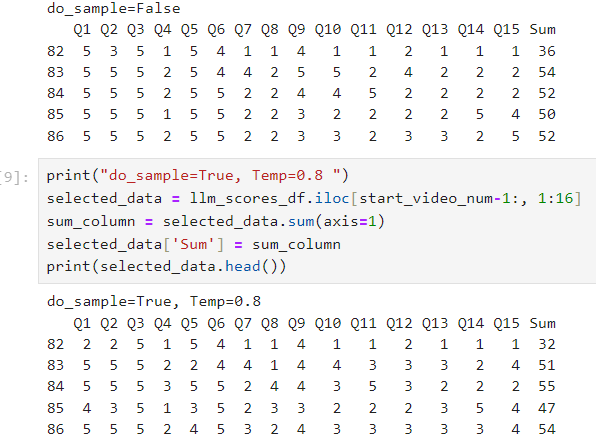 do_sample=False
Q1 Q2 Q3 Q4 Q5 Q6 Q7 Q8 Q9 Q10 Q11 Q12 Q13 Q14 Q15 Sum
82 5 3 5 1 5 4 1 1 4 1 1 2 1 1 1 36
83 5 5 5 2 5 4 4 2 5 5 2 4 2 2 2 54
84 5 5 5 2 5 5 2 2 4 4 5 2 2 2 2 52
85 5 5 5 1 5 5 2 2 3 2 2 2 2 5 4 50
86 5 5 5 2 5 5 2 2 3 3 2 3 3 2 5 52
9]:
print("do_sample=True, Temp=0.8 ")
selected_data = llm_scores_df.iloc[start_video_num-1:, 1:16]
sum_column = selected_data.sum(axis=1)
selected_data['Sum'] = sum_column
print(selected_data.head())
do_sample=True, Temp=0.8
Q1 Q2 Q3 Q4 Q5 Q6 Q7 Q8 Q9 Q10 Q11 Q12 Q13 Q14 Q15 Sum
82 2 2 5 1 5 4 1 1 4 1 1 2 1 1 1 32
83 5 5 5 2 2 4 4 1 4 4 3 3 3 2 4 51
84 5 5 5 3 5 5 2 4 4 3 5 3 2 2 2 55
85 4 3 5 1 3 5 2 3 3 2 2 2 3 5 4 47
86 5 5 5 2 4 5 3 2 4 3 3 3 3 3 4 54